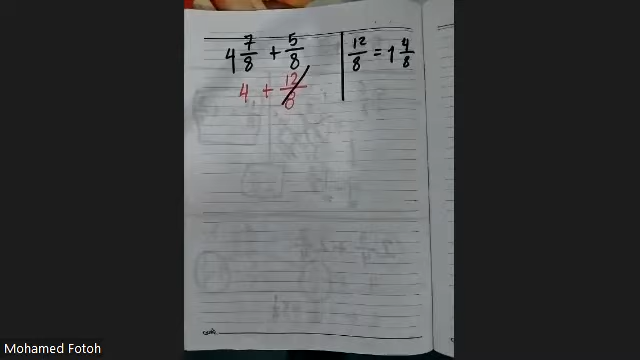 4 7/8 + 5/8
4 + 12/8
12/8 = 1 4/8
Mohamed Fotoh